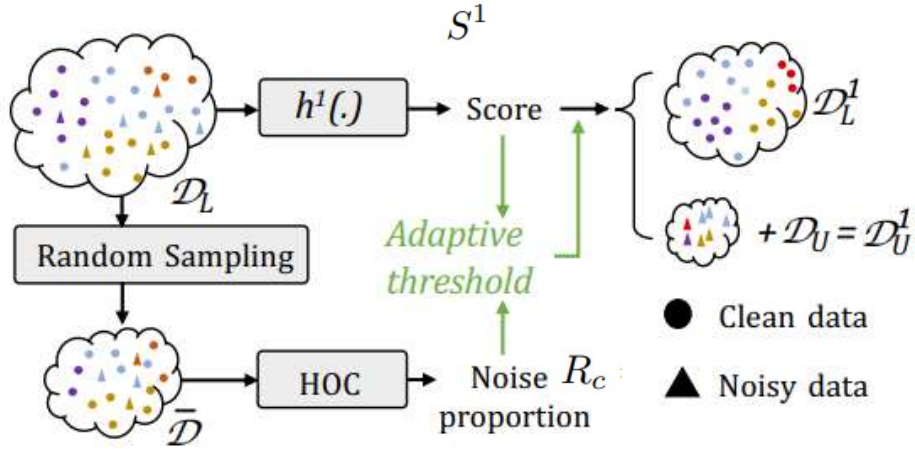 S¹
h¹(.)
Score
𝒟_L¹
𝒟_L
Random Sampling
Adaptive
threshold
+ 𝒟_U = 𝒟_U¹
Clean data
HOC
Noise R_c
proportion
Noisy data
𝒟̄